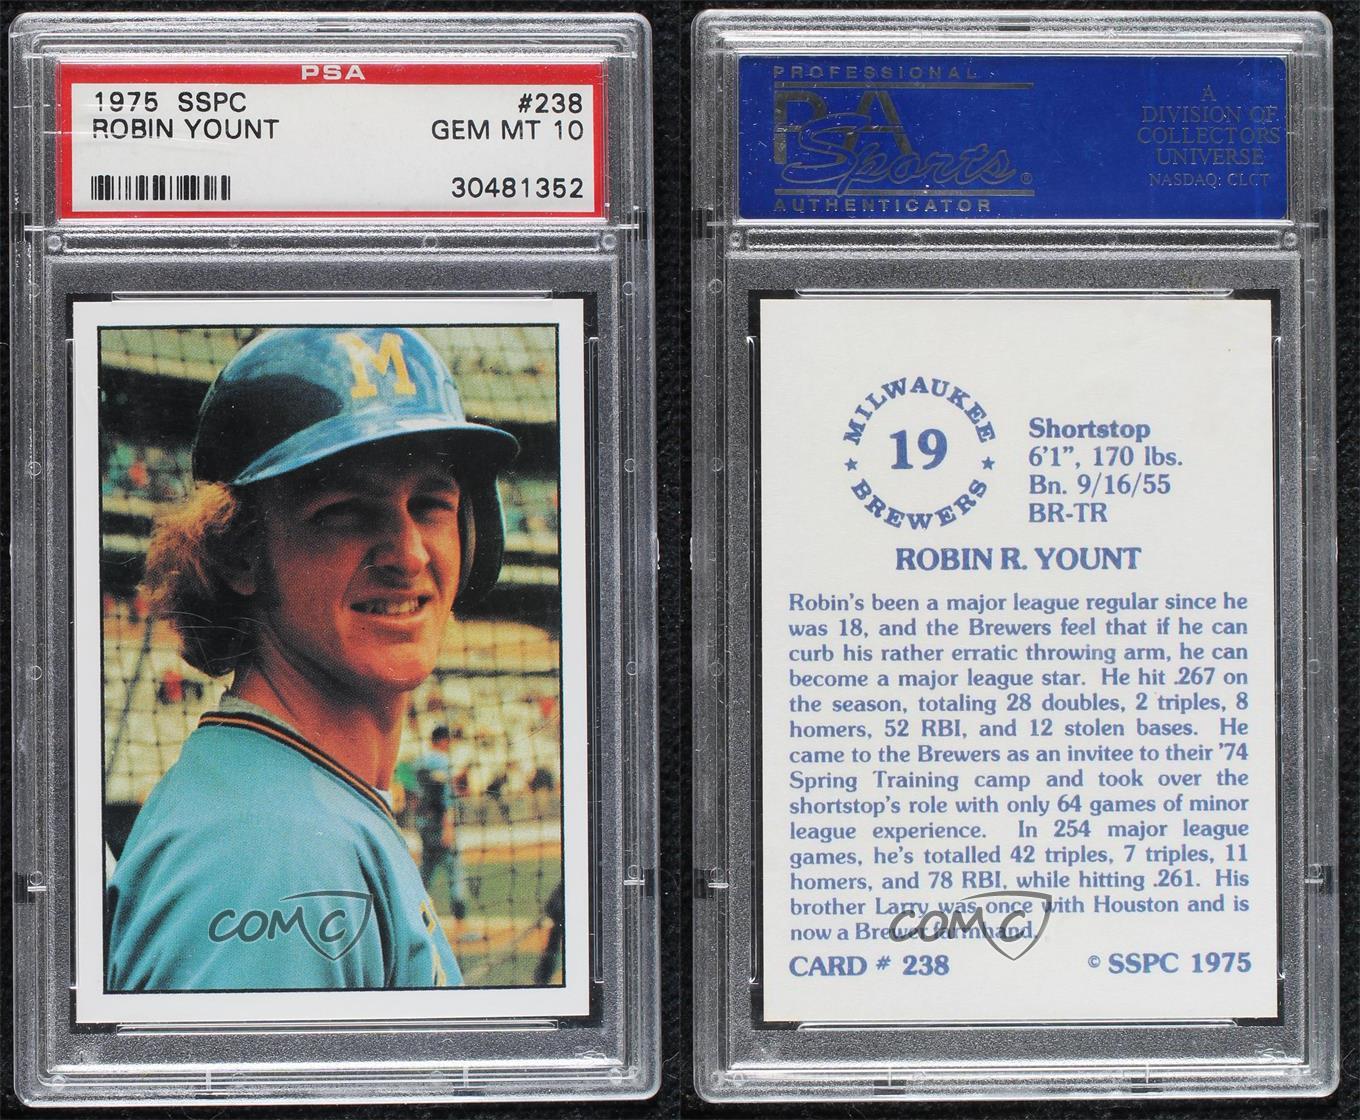 PSA
1975 SSPC #238
ROBIN YOUNT GEM MT 10
30481352
M
COMC
PROFESSIONAL
PSA
Sports ®
AUTHENTICATOR
A
DIVISION OF
COLLECTORS
UNIVERSE
NASDAQ: CLCT
MILWAUKEE
19
BREWERS
Shortstop
6'1", 170 lbs.
Bn. 9/16/55
BR-TR
ROBIN R. YOUNT
Robin's been a major league regular since he
was 18, and the Brewers feel that if he can
curb his rather erratic throwing arm, he can
become a major league star. He hit .267 on
the season, totaling 28 doubles, 2 triples, 8
homers, 52 RBI, and 12 stolen bases. He
came to the Brewers as an invitee to their '74
Spring Training camp and took over the
shortstop's role with only 64 games of minor
league experience. In 254 major league
games, he's totalled 42 triples, 7 triples, 11
homers, and 78 RBI, while hitting .261. His
brother Larry was once with Houston and is
now a Brewer farmhand.
COMC
CARD # 238 © SSPC 1975